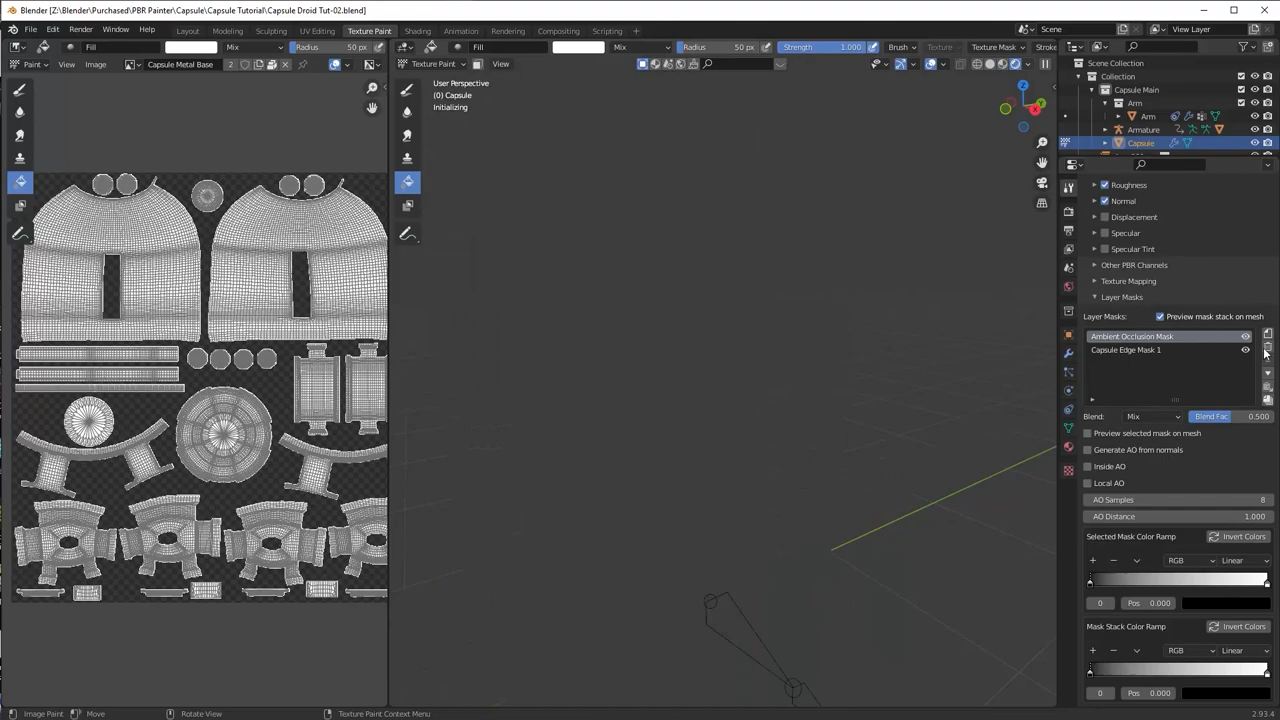 Blender [Z:\Blender\Purchased\PBR Painter\Capsule\Capsule Tutorial\Capsule Droid Tut-02.blend]
File Edit Render Window Help Layout Modeling Sculpting UV Editing Texture Paint Shading Animation Rendering Compositing Scripting Scene View Layer
Fill Mix Radius 50 px Fill Mix Radius 50 px Strength 1.000 Brush Texture Texture Mask Stroke
Paint View Image Capsule Metal Base 2 Texture Paint View
Scene Collection
Collection
Capsule Main
Arm
Arm
Armature
Capsule
User Perspective
(0) Capsule
Initializing
Z
Y
X
Roughness
Normal
Displacement
Specular
Specular Tint
Other PBR Channels
Texture Mapping
Layer Masks
Layer Masks: Preview mask stack on mesh
Ambient Occlusion Mask
Capsule Edge Mask 1
Blend: Mix Blend Fac 0.500
Preview selected mask on mesh
Generate AO from normals
Inside AO
Local AO
AO Samples 8
AO Distance 1.000
Selected Mask Color Ramp Invert Colors
RGB Linear
0 Pos 0.000
Mask Stack Color Ramp Invert Colors
RGB Linear
0 Pos 0.000
Image Paint Move Rotate View Texture Paint Context Menu 2.93.4